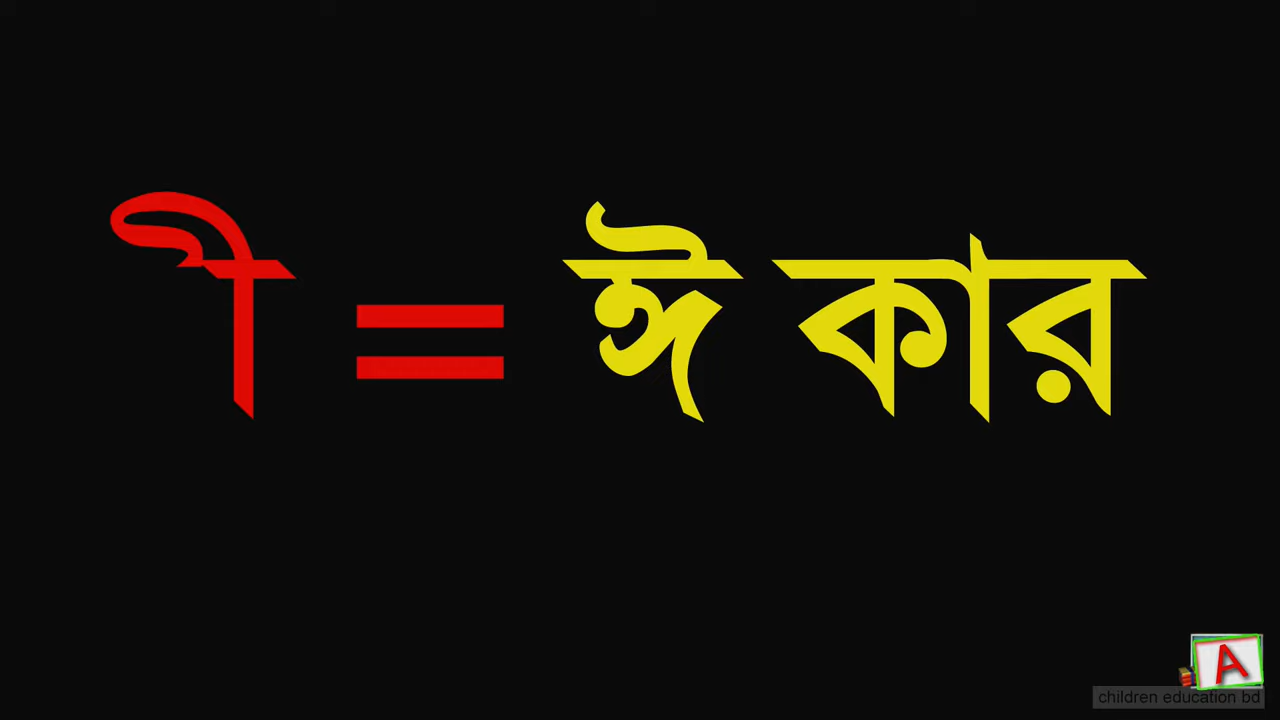 ী = ঈ কার
A
children education bd